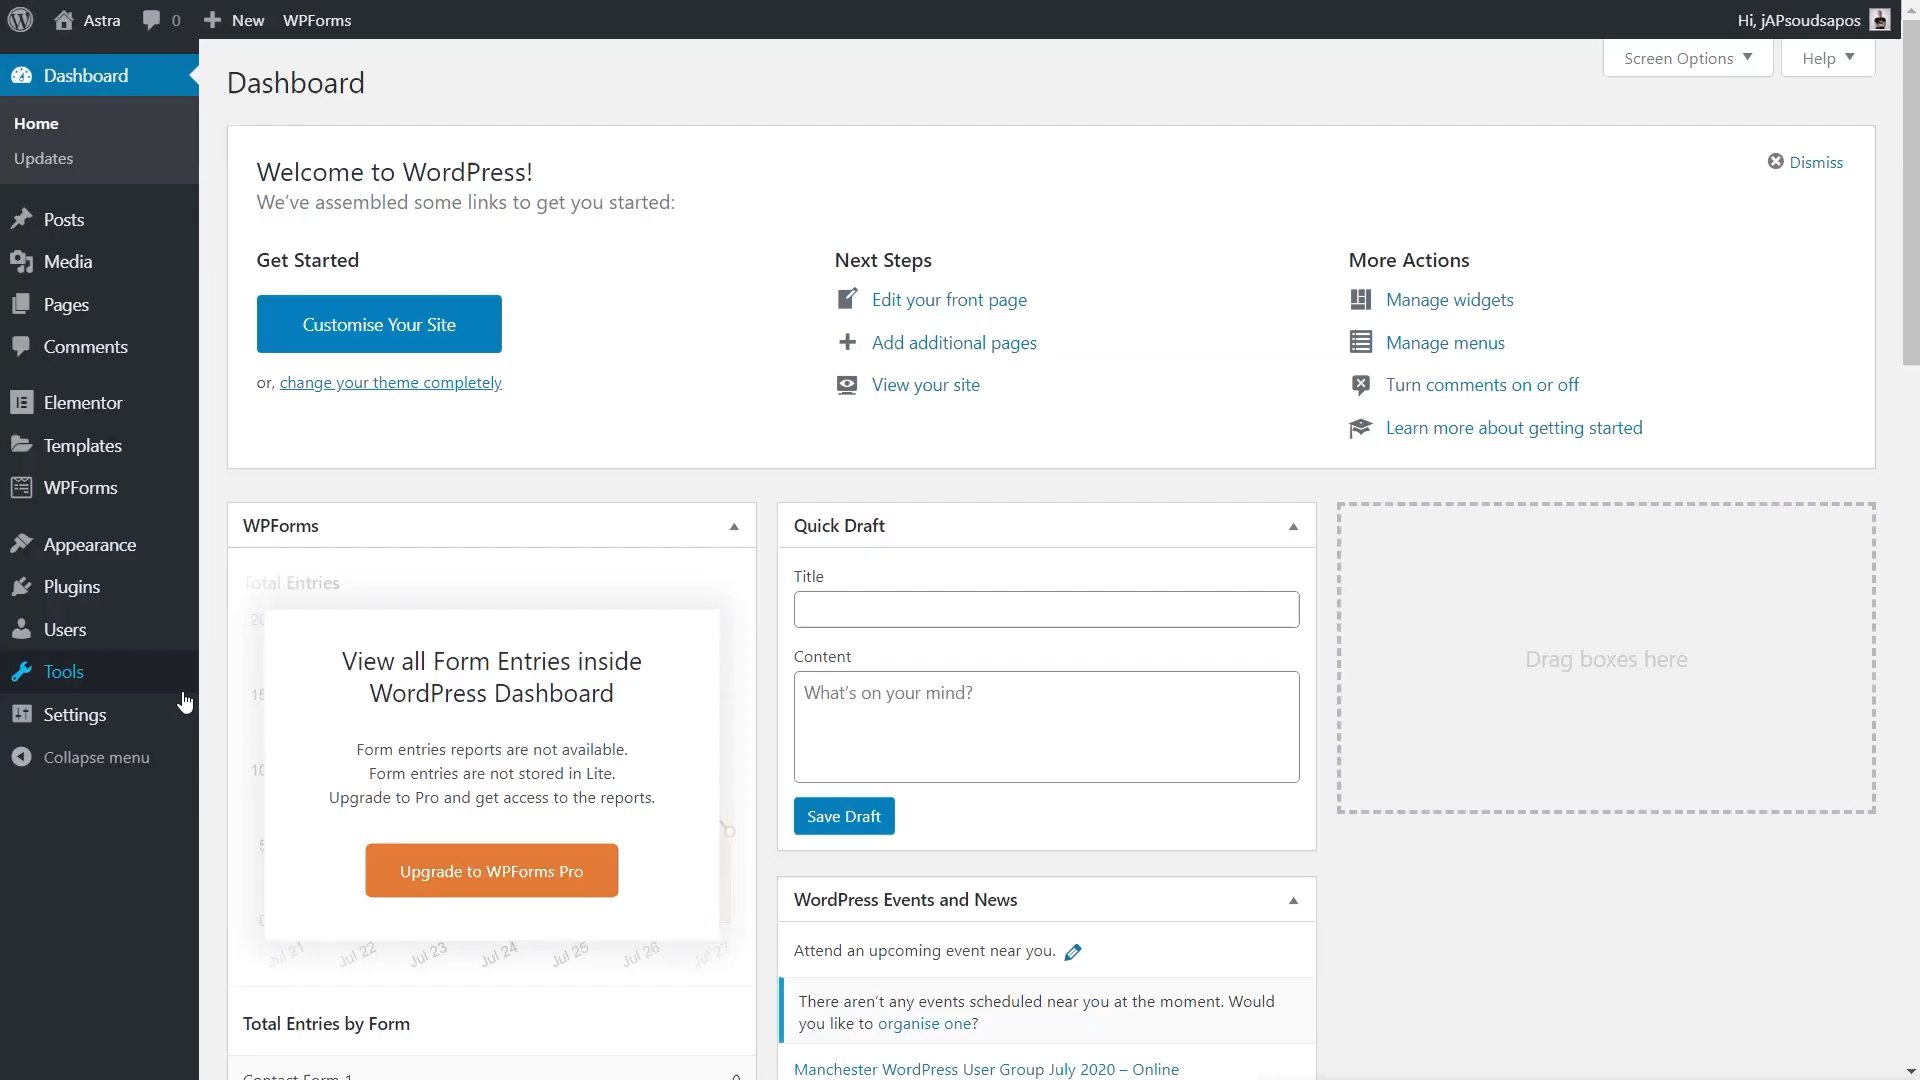 Astra
0
New
WPForms
Hi, jAPsoudsapos
Dashboard
Home
Updates
Posts
Media
Pages
Comments
Elementor
Templates
WPForms
Appearance
Plugins
Users
Tools
Settings
Collapse menu
Screen Options
Help
Dashboard
Welcome to WordPress!
We've assembled some links to get you started:
Dismiss
Get Started
Customise Your Site
or, change your theme completely
Next Steps
Edit your front page
Add additional pages
View your site
More Actions
Manage widgets
Manage menus
Turn comments on or off
Learn more about getting started
WPForms
Total Entries
View all Form Entries inside
WordPress Dashboard
Form entries reports are not available.
Form entries are not stored in Lite.
Upgrade to Pro and get access to the reports.
Upgrade to WPForms Pro
Jul 21
Jul 22
Jul 23
Jul 24
Jul 25
Jul 26
Jul 27
Total Entries by Form
Contact Form 1
0
Quick Draft
Title
Content
What's on your mind?
Save Draft
WordPress Events and News
Attend an upcoming event near you.
There aren't any events scheduled near you at the moment. Would
you like to organise one?
Manchester WordPress User Group July 2020 – Online
Drag boxes here